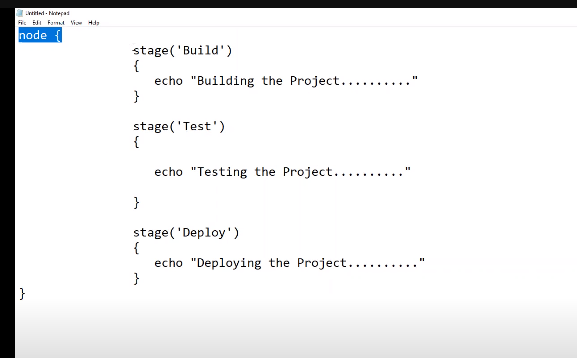 Untitled - Notepad
File Edit Format View Help
node {
stage('Build')
{
echo "Building the Project.........."
}
stage('Test')
{
echo "Testing the Project.........."
}
stage('Deploy')
{
echo "Deploying the Project.........."
}
}